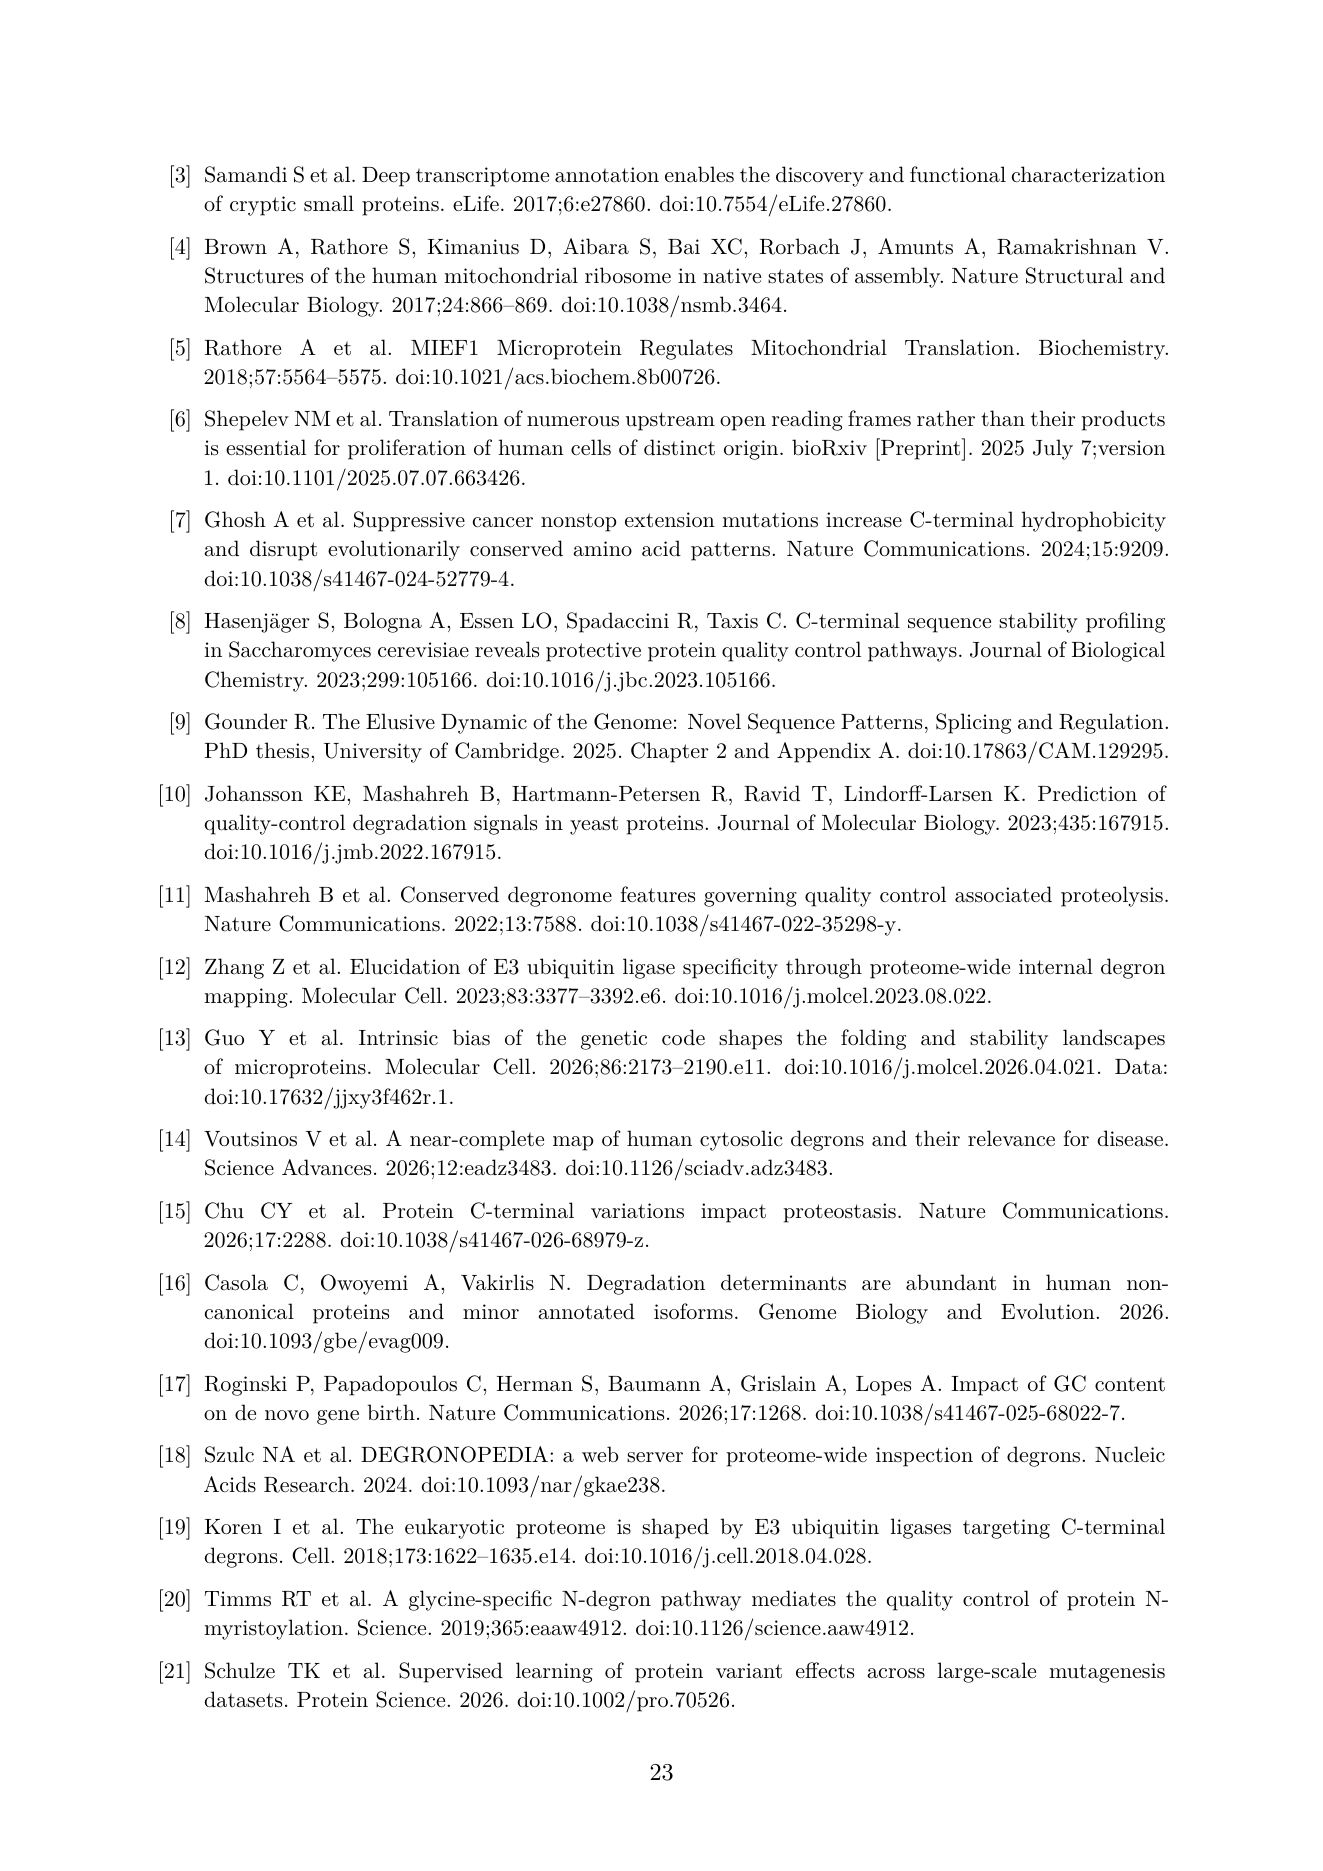 [3] Samandi S et al. Deep transcriptome annotation enables the discovery and functional characterization
of cryptic small proteins. eLife. 2017;6:e27860. doi:10.7554/eLife.27860.
[4] Brown A, Rathore S, Kimanius D, Aibara S, Bai XC, Rorbach J, Amunts A, Ramakrishnan V.
Structures of the human mitochondrial ribosome in native states of assembly. Nature Structural and
Molecular Biology. 2017;24:866–869. doi:10.1038/nsmb.3464.
[5] Rathore A et al. MIEF1 Microprotein Regulates Mitochondrial Translation. Biochemistry.
2018;57:5564–5575. doi:10.1021/acs.biochem.8b00726.
[6] Shepelev NM et al. Translation of numerous upstream open reading frames rather than their products
is essential for proliferation of human cells of distinct origin. bioRxiv [Preprint]. 2025 July 7;version
1. doi:10.1101/2025.07.07.663426.
[7] Ghosh A et al. Suppressive cancer nonstop extension mutations increase C-terminal hydrophobicity
and disrupt evolutionarily conserved amino acid patterns. Nature Communications. 2024;15:9209.
doi:10.1038/s41467-024-52779-4.
[8] Hasenjäger S, Bologna A, Essen LO, Spadaccini R, Taxis C. C-terminal sequence stability profiling
in Saccharomyces cerevisiae reveals protective protein quality control pathways. Journal of Biological
Chemistry. 2023;299:105166. doi:10.1016/j.jbc.2023.105166.
[9] Gounder R. The Elusive Dynamic of the Genome: Novel Sequence Patterns, Splicing and Regulation.
PhD thesis, University of Cambridge. 2025. Chapter 2 and Appendix A. doi:10.17863/CAM.129295.
[10] Johansson KE, Mashahreh B, Hartmann-Petersen R, Ravid T, Lindorff-Larsen K. Prediction of
quality-control degradation signals in yeast proteins. Journal of Molecular Biology. 2023;435:167915.
doi:10.1016/j.jmb.2022.167915.
[11] Mashahreh B et al. Conserved degronome features governing quality control associated proteolysis.
Nature Communications. 2022;13:7588. doi:10.1038/s41467-022-35298-y.
[12] Zhang Z et al. Elucidation of E3 ubiquitin ligase specificity through proteome-wide internal degron
mapping. Molecular Cell. 2023;83:3377–3392.e6. doi:10.1016/j.molcel.2023.08.022.
[13] Guo Y et al. Intrinsic bias of the genetic code shapes the folding and stability landscapes
of microproteins. Molecular Cell. 2026;86:2173–2190.e11. doi:10.1016/j.molcel.2026.04.021. Data:
doi:10.17632/jjxy3f462r.1.
[14] Voutsinos V et al. A near-complete map of human cytosolic degrons and their relevance for disease.
Science Advances. 2026;12:eadz3483. doi:10.1126/sciadv.adz3483.
[15] Chu CY et al. Protein C-terminal variations impact proteostasis. Nature Communications.
2026;17:2288. doi:10.1038/s41467-026-68979-z.
[16] Casola C, Owoyemi A, Vakirlis N. Degradation determinants are abundant in human non-
canonical proteins and minor annotated isoforms. Genome Biology and Evolution. 2026.
doi:10.1093/gbe/evag009.
[17] Roginski P, Papadopoulos C, Herman S, Baumann A, Grislain A, Lopes A. Impact of GC content
on de novo gene birth. Nature Communications. 2026;17:1268. doi:10.1038/s41467-025-68022-7.
[18] Szulc NA et al. DEGRONOPEDIA: a web server for proteome-wide inspection of degrons. Nucleic
Acids Research. 2024. doi:10.1093/nar/gkae238.
[19] Koren I et al. The eukaryotic proteome is shaped by E3 ubiquitin ligases targeting C-terminal
degrons. Cell. 2018;173:1622–1635.e14. doi:10.1016/j.cell.2018.04.028.
[20] Timms RT et al. A glycine-specific N-degron pathway mediates the quality control of protein N-
myristoylation. Science. 2019;365:eaaw4912. doi:10.1126/science.aaw4912.
[21] Schulze TK et al. Supervised learning of protein variant effects across large-scale mutagenesis
datasets. Protein Science. 2026. doi:10.1002/pro.70526.
23